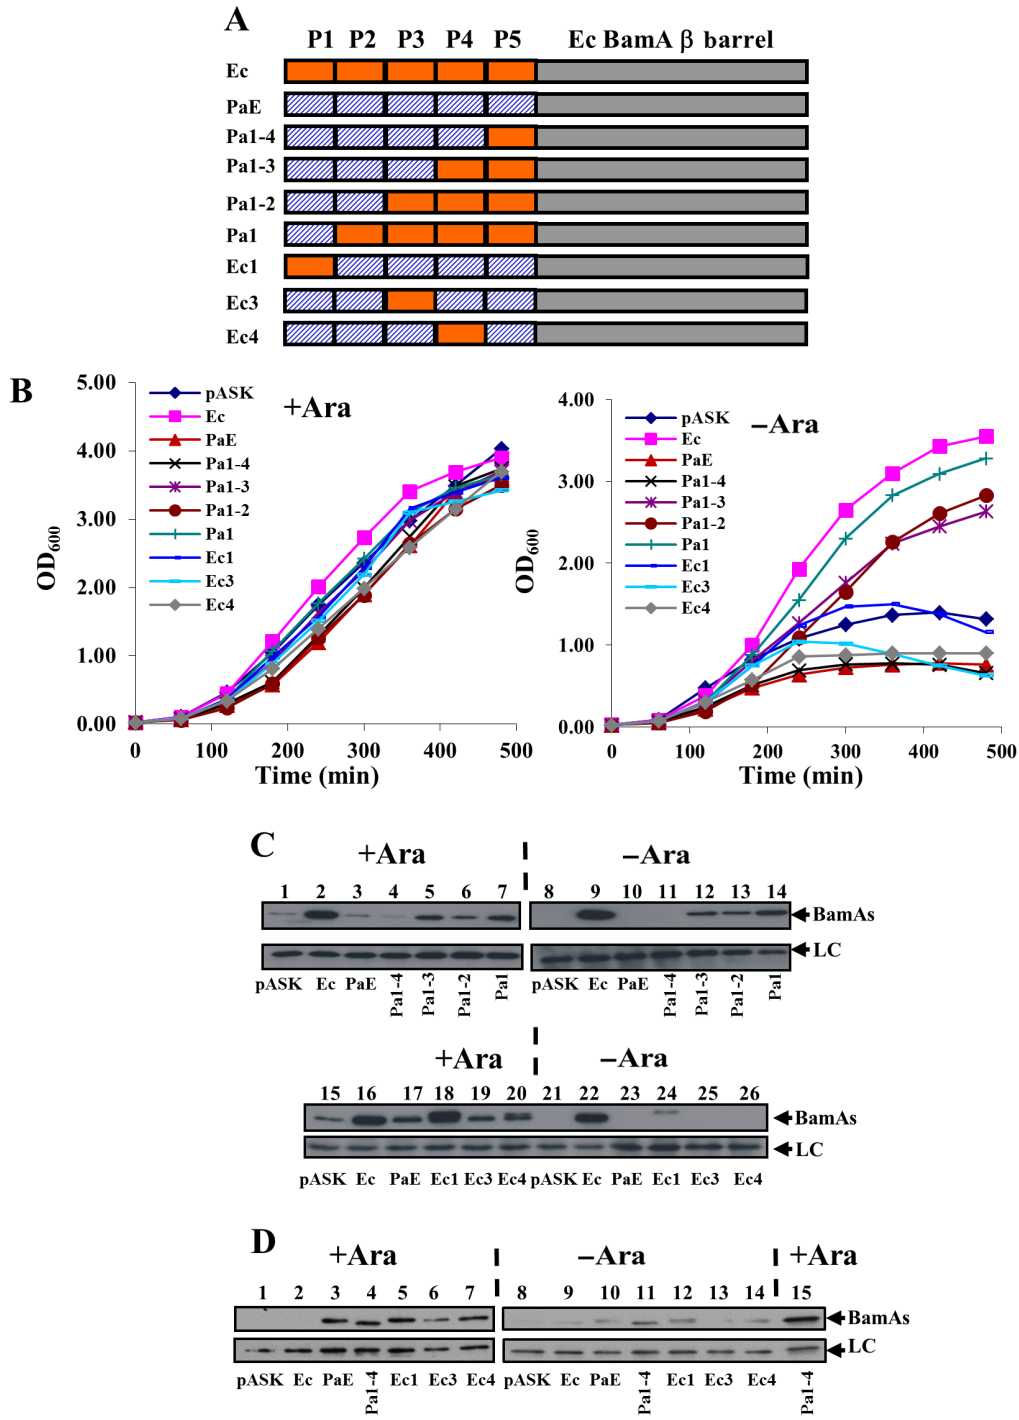 A
P1 P2 P3 P4 P5 Ec BamA β barrel
Ec
PaE
Pa1-4
Pa1-3
Pa1-2
Pa1
Ec1
Ec3
Ec4
B
+Ara
5.00
4.00
3.00
2.00
1.00
0.00
OD600
pASK
Ec
PaE
Pa1-4
Pa1-3
Pa1-2
Pa1
Ec1
Ec3
Ec4
0 100 200 300 400 500
Time (min)
−Ara
4.00
3.00
2.00
1.00
0.00
OD600
pASK
Ec
PaE
Pa1-4
Pa1-3
Pa1-2
Pa1
Ec1
Ec3
Ec4
0 100 200 300 400 500
Time (min)
C
+Ara −Ara
1 2 3 4 5 6 7 8 9 10 11 12 13 14
BamAs
LC
pASK Ec PaE Pa1-4 Pa1-3 Pa1-2 Pa1 pASK Ec PaE Pa1-4 Pa1-3 Pa1-2 Pa1
+Ara −Ara
15 16 17 18 19 20 21 22 23 24 25 26
BamAs
LC
pASK Ec PaE Ec1 Ec3 Ec4 pASK Ec PaE Ec1 Ec3 Ec4
D
+Ara −Ara +Ara
1 2 3 4 5 6 7 8 9 10 11 12 13 14 15
BamAs
LC
pASK Ec PaE Pa1-4 Ec1 Ec3 Ec4 pASK Ec PaE Pa1-4 Ec1 Ec3 Ec4 Pa1-4